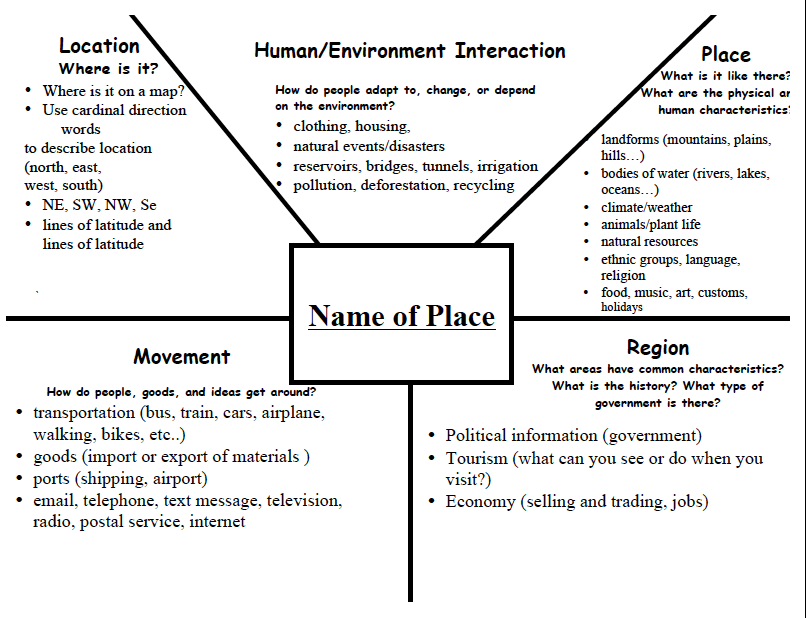 Location
Where is it?
• Where is it on a map?
• Use cardinal direction
words
to describe location
(north, east,
west, south)
• NE, SW, NW, Se
• lines of latitude and
lines of latitude
Human/Environment Interaction
How do people adapt to, change, or depend
on the environment?
• clothing, housing,
• natural events/disasters
• reservoirs, bridges, tunnels, irrigation
• pollution, deforestation, recycling
Place
What is it like there?
What are the physical an
human characteristics?
landforms (mountains, plains,
hills…)
• bodies of water (rivers, lakes,
oceans…)
• climate/weather
• animals/plant life
• natural resources
• ethnic groups, language,
religion
• food, music, art, customs,
holidays
Name of Place
Movement
How do people, goods, and ideas get around?
• transportation (bus, train, cars, airplane,
walking, bikes, etc..)
• goods (import or export of materials )
• ports (shipping, airport)
• email, telephone, text message, television,
radio, postal service, internet
Region
What areas have common characteristics?
What is the history? What type of
government is there?
• Political information (government)
• Tourism (what can you see or do when you
visit?)
• Economy (selling and trading, jobs)